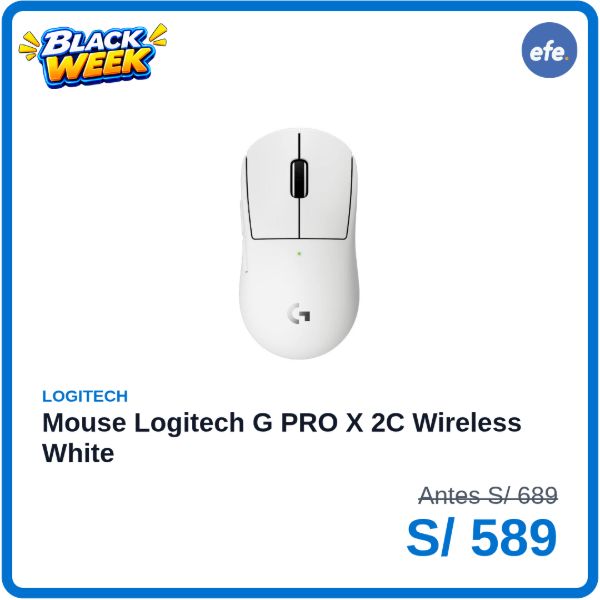 BLACK
WEEK
efe.
LOGITECH
Mouse Logitech G PRO X 2C Wireless
White
Antes S/ 689
S/ 589